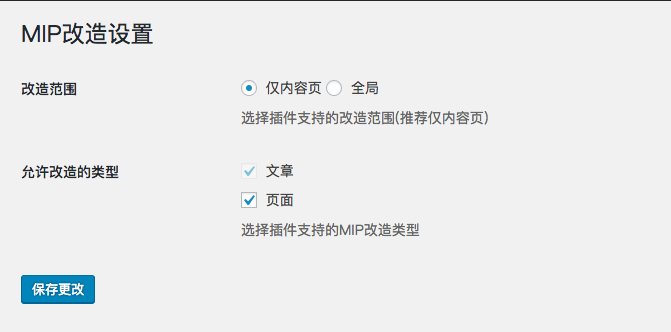 MIP改造设置
改造范围
仅内容页 全局
选择插件支持的改造范围(推荐仅内容页)
允许改造的类型
文章
页面
选择插件支持的MIP改造类型
保存更改